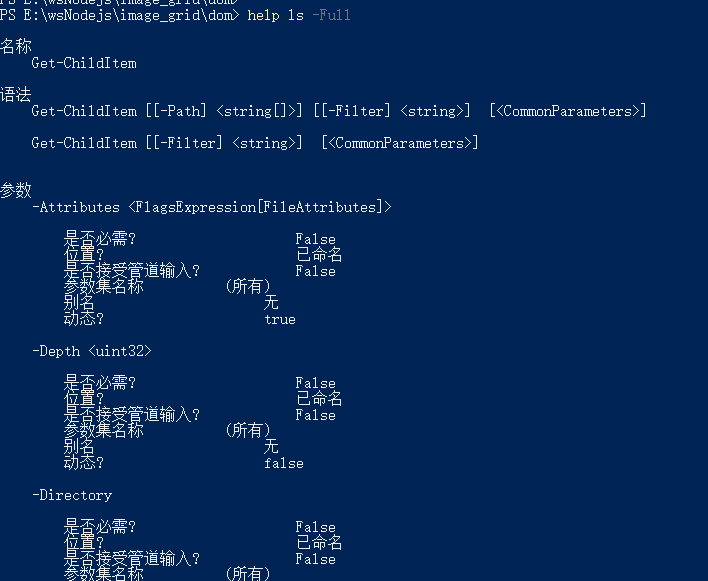 PS E:\wsNodejs\image_grid\dom>
PS E:\wsNodejs\image_grid\dom> help ls -Full
名称
Get-ChildItem
语法
Get-ChildItem [[-Path] <string[]>] [[-Filter] <string>] [<CommonParameters>]
Get-ChildItem [[-Filter] <string>] [<CommonParameters>]
参数
-Attributes <FlagsExpression[FileAttributes]>
是否必需? False
位置? 已命名
是否接受管道输入? False
参数集名称 (所有)
别名 无
动态? true
-Depth <uint32>
是否必需? False
位置? 已命名
是否接受管道输入? False
参数集名称 (所有)
别名 无
动态? false
-Directory
是否必需? False
位置? 已命名
是否接受管道输入? False
参数集名称 (所有)